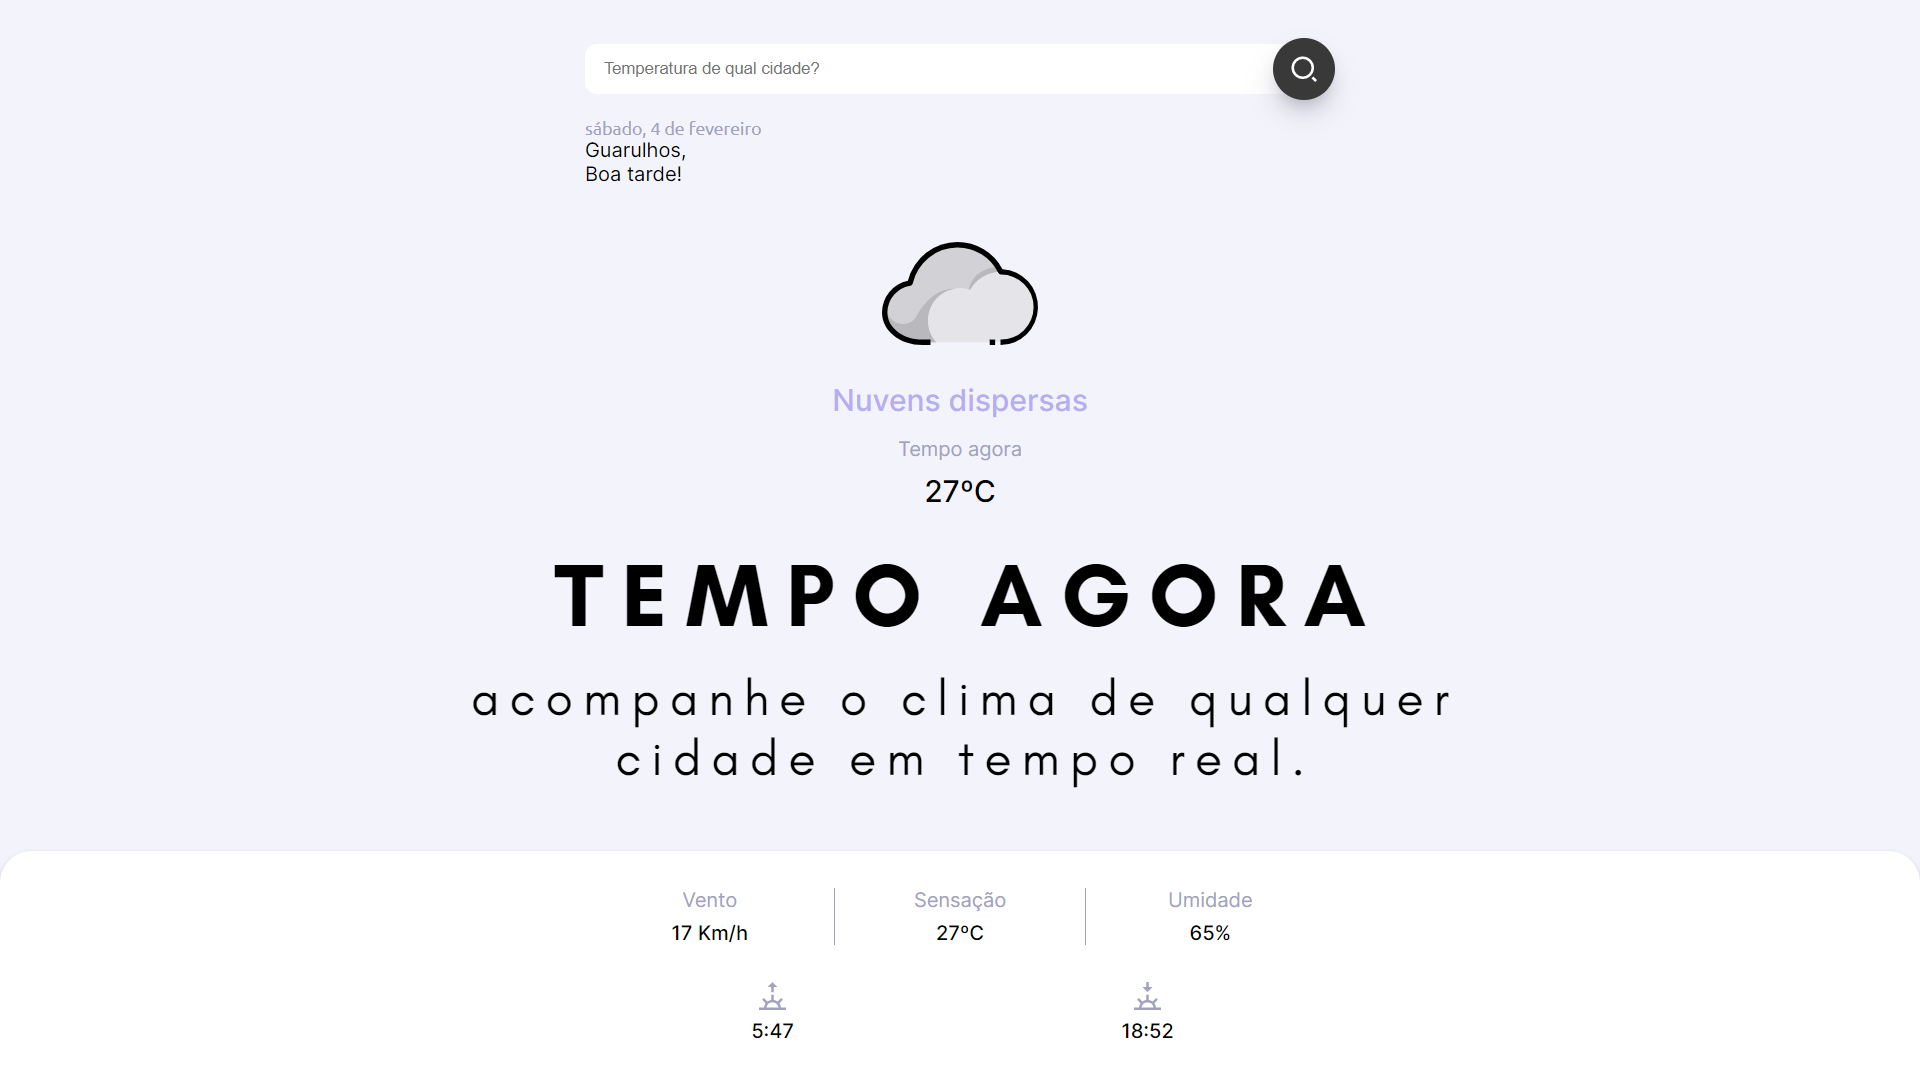 Temperatura de qual cidade?
sábado, 4 de fevereiro
Guarulhos,
Boa tarde!
Nuvens dispersas
Tempo agora
27ºC
TEMPO AGORA
acompanhe o clima de qualquer
cidade em tempo real.
Vento
17 Km/h
Sensação
27ºC
Umidade
65%
5:47
18:52